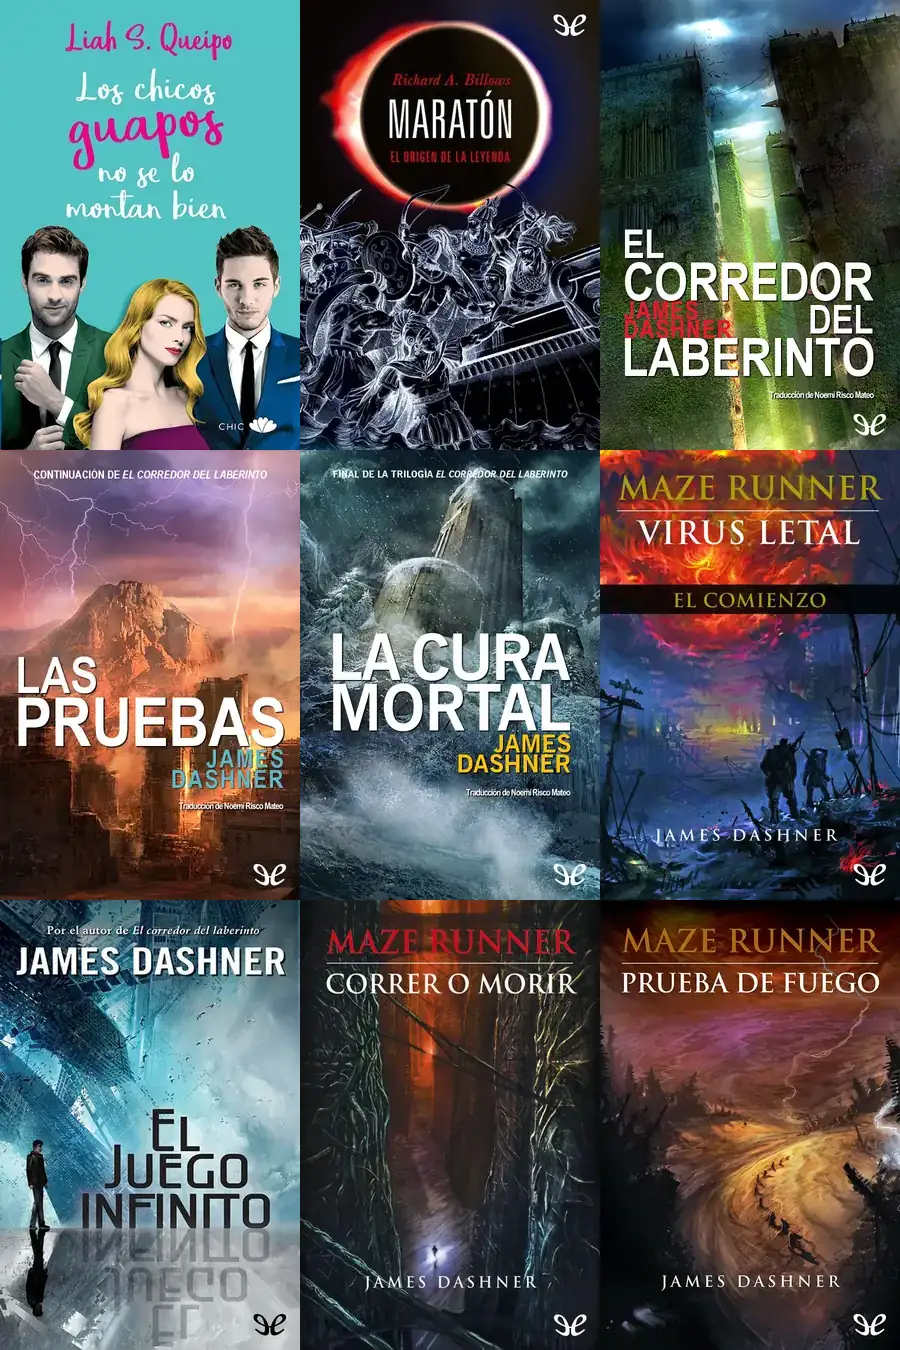 Liah S. Queipo
Los chicos
guapos
no se lo
montan bien
CHIC
Richard A. Billows
MARATÓN
EL ORIGEN DE LA LEYENDA
EL
CORREDOR
JAMES
DASHNER
DEL
LABERINTO
Traducción de Noemí Risco Mateo
CONTINUACIÓN DE EL CORREDOR DEL LABERINTO
LAS
PRUEBAS
JAMES
DASHNER
Traducción de Noemí Risco Mateo
FINAL DE LA TRILOGÍA EL CORREDOR DEL LABERINTO
LA CURA
MORTAL
JAMES
DASHNER
Traducción de Noemí Risco Mateo
MAZE RUNNER
VIRUS LETAL
EL COMIENZO
JAMES DASHNER
Por el autor de El corredor del laberinto
JAMES DASHNER
EL
JUEGO
INFINITO
MAZE RUNNER
CORRER O MORIR
JAMES DASHNER
MAZE RUNNER
PRUEBA DE FUEGO
JAMES DASHNER